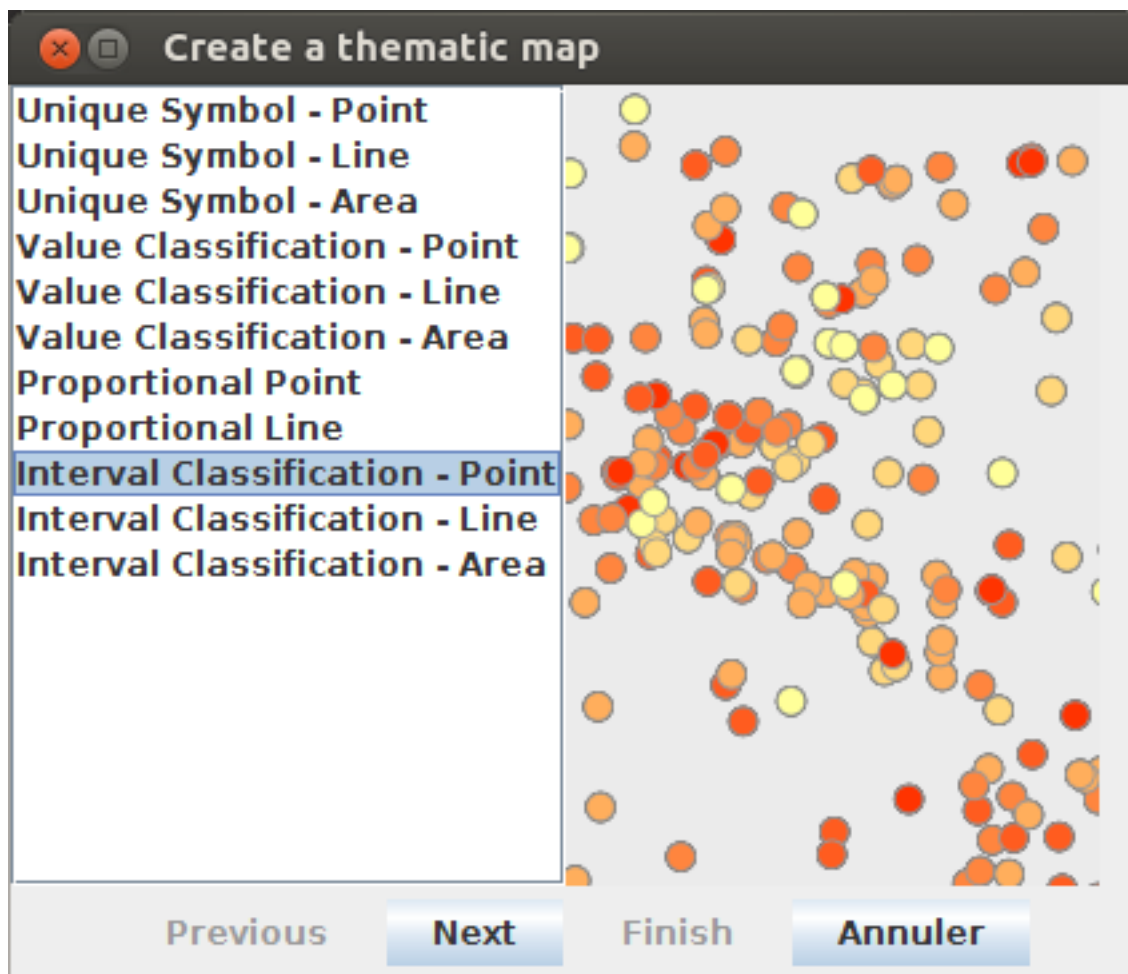 Create a thematic map
Unique Symbol - Point
Unique Symbol - Line
Unique Symbol - Area
Value Classification - Point
Value Classification - Line
Value Classification - Area
Proportional Point
Proportional Line
Interval Classification - Point
Interval Classification - Line
Interval Classification - Area
Previous Next Finish Annuler